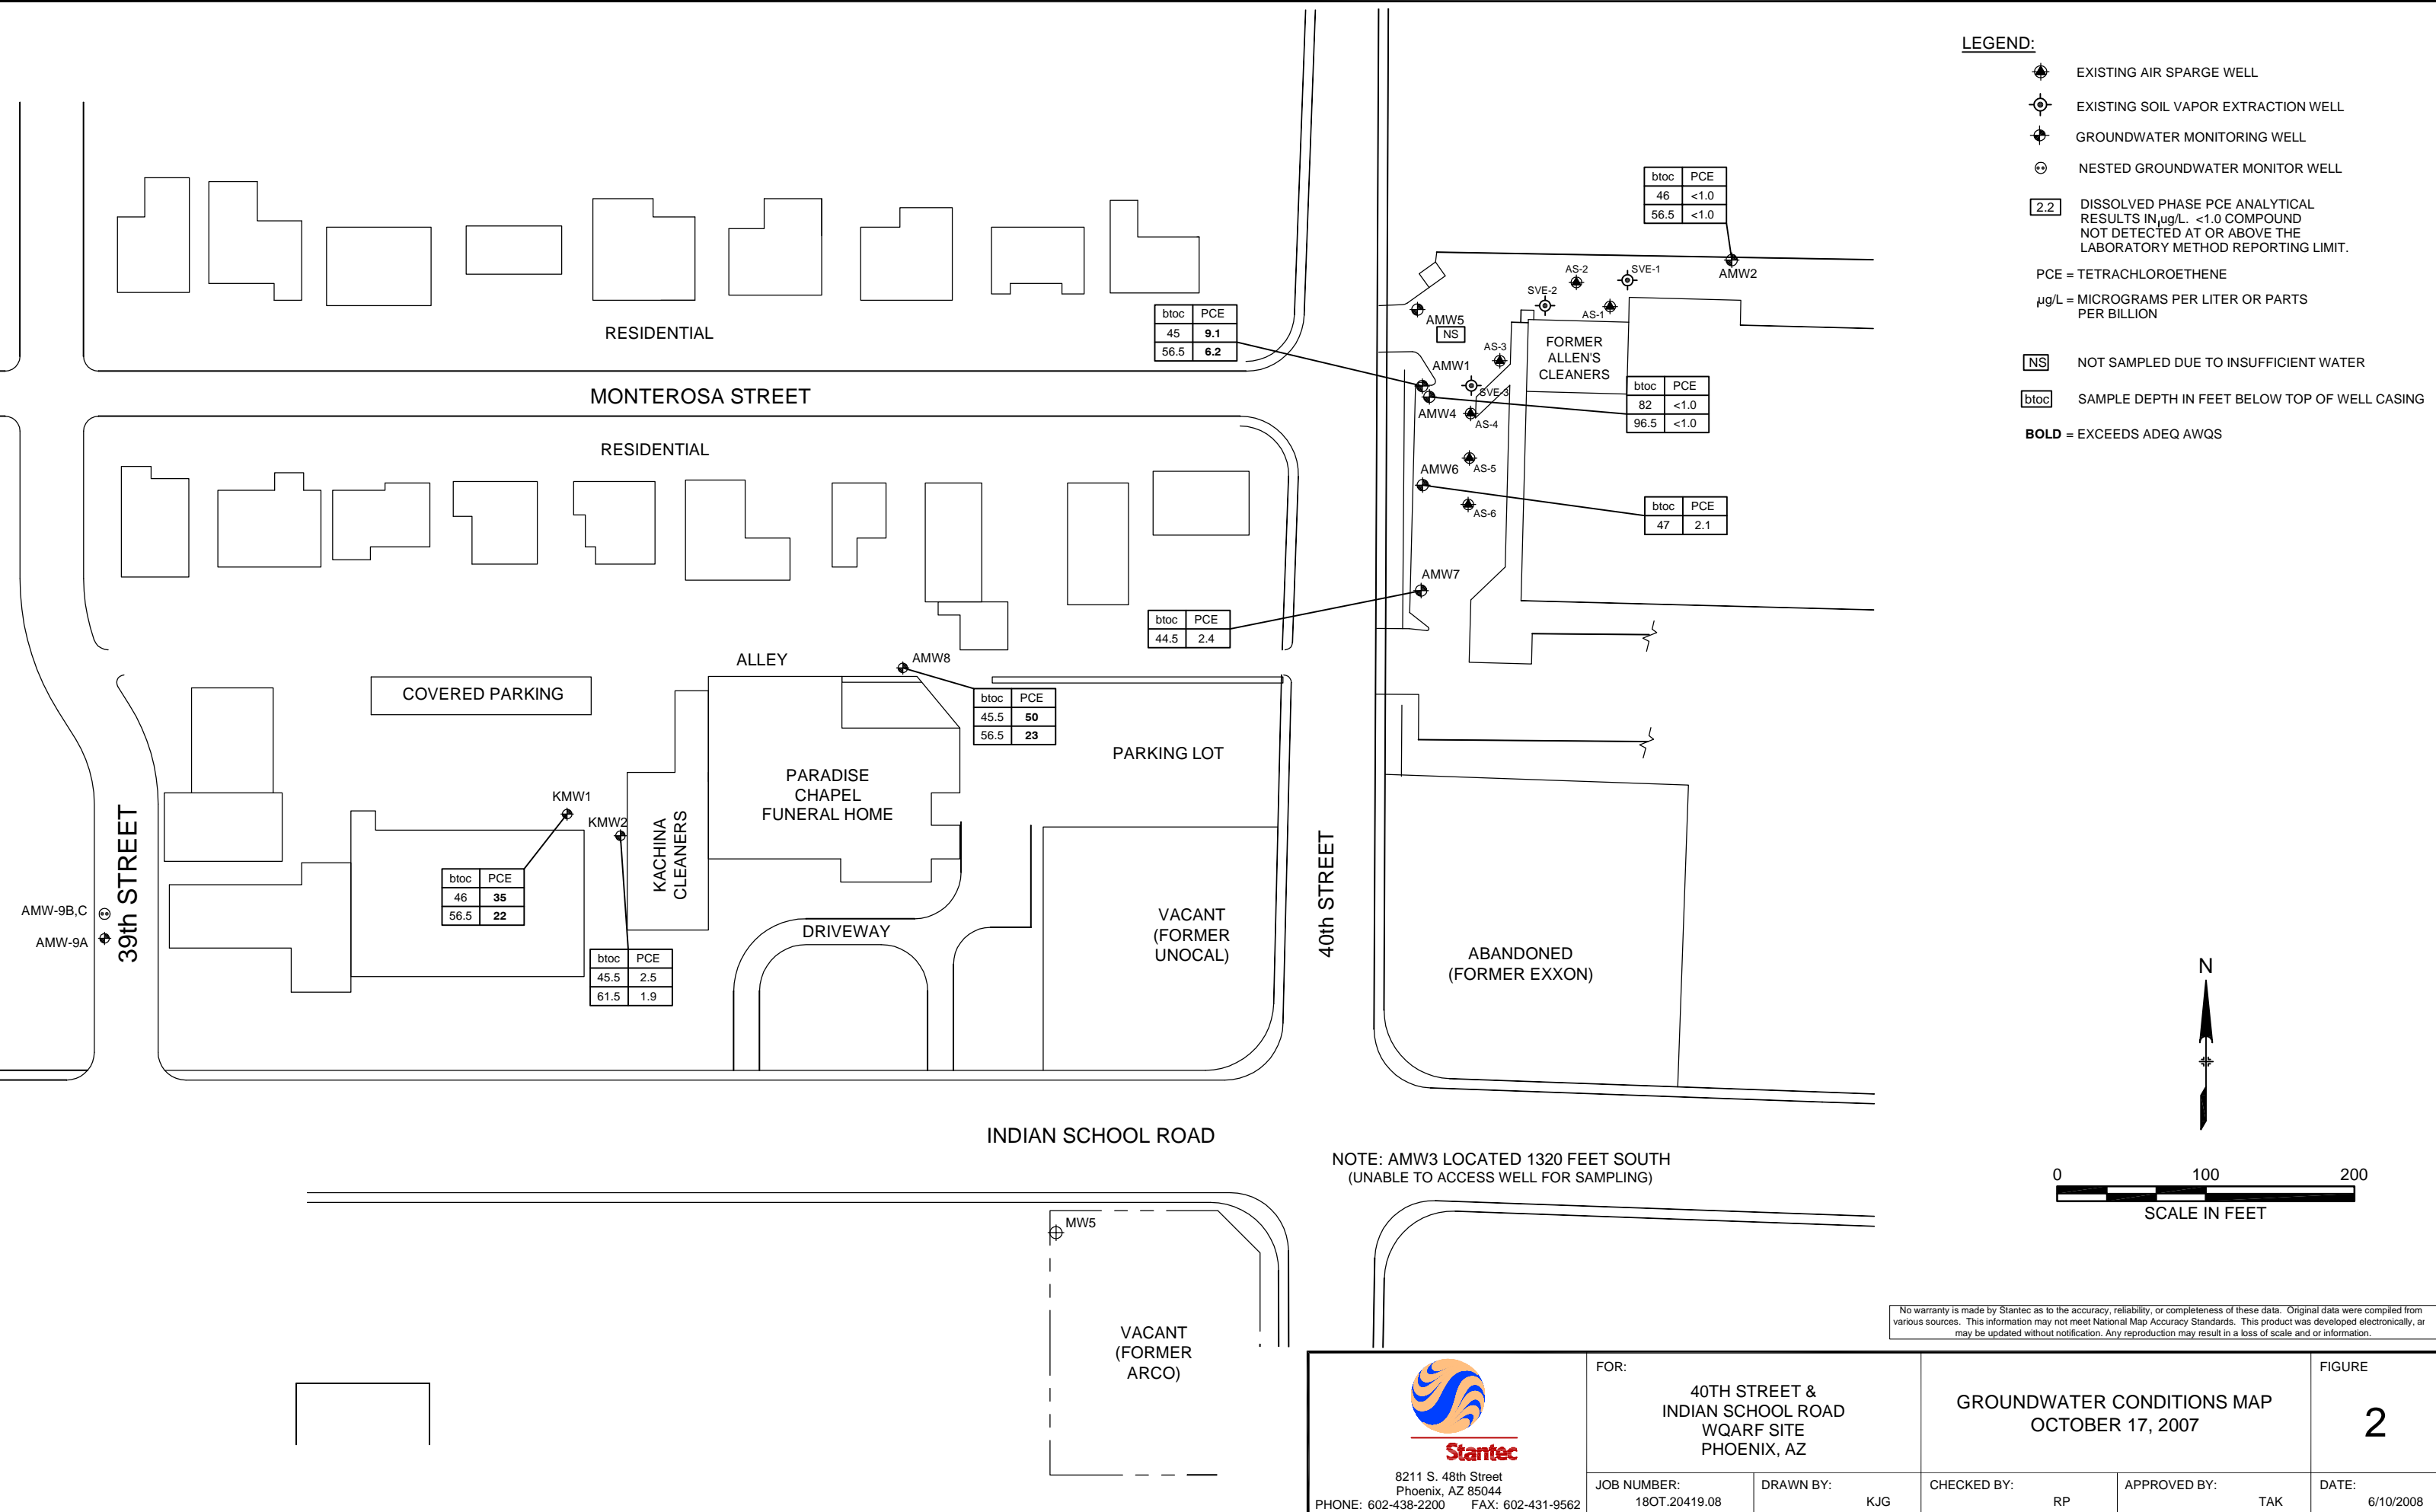 LEGEND:
EXISTING AIR SPARGE WELL
EXISTING SOIL VAPOR EXTRACTION WELL
GROUNDWATER MONITORING WELL
NESTED GROUNDWATER MONITOR WELL
2.2 DISSOLVED PHASE PCE ANALYTICAL
RESULTS IN µg/L. <1.0 COMPOUND
NOT DETECTED AT OR ABOVE THE
LABORATORY METHOD REPORTING LIMIT.
PCE = TETRACHLOROETHENE
µg/L = MICROGRAMS PER LITER OR PARTS
PER BILLION
NS NOT SAMPLED DUE TO INSUFFICIENT WATER
btoc SAMPLE DEPTH IN FEET BELOW TOP OF WELL CASING
BOLD = EXCEEDS ADEQ AWQS
btoc PCE
46 <1.0
56.5 <1.0
AMW2
AS-2
SVE-1
SVE-2
AS-1
AMW5
NS
btoc PCE
45 9.1
56.5 6.2
AS-3
FORMER
ALLEN'S
CLEANERS
AMW1
SVE-3
AMW4
AS-4
btoc PCE
82 <1.0
96.5 <1.0
RESIDENTIAL
MONTEROSA STREET
RESIDENTIAL
AMW6
AS-5
AS-6
btoc PCE
47 2.1
AMW7
btoc PCE
44.5 2.4
ALLEY
AMW8
btoc PCE
45.5 50
56.5 23
COVERED PARKING
PARKING LOT
PARADISE
CHAPEL
FUNERAL HOME
KMW1
KMW2
KACHINA
CLEANERS
btoc PCE
46 35
56.5 22
btoc PCE
45.5 2.5
61.5 1.9
39th STREET
AMW-9B,C
AMW-9A
DRIVEWAY
VACANT
(FORMER
UNOCAL)
40th STREET
ABANDONED
(FORMER EXXON)
N
INDIAN SCHOOL ROAD
NOTE: AMW3 LOCATED 1320 FEET SOUTH
(UNABLE TO ACCESS WELL FOR SAMPLING)
0 100 200
SCALE IN FEET
MW5
VACANT
(FORMER
ARCO)
No warranty is made by Stantec as to the accuracy, reliability, or completeness of these data. Original data were compiled from
various sources. This information may not meet National Map Accuracy Standards. This product was developed electronically, ar
may be updated without notification. Any reproduction may result in a loss of scale and or information.
Stantec
8211 S. 48th Street
Phoenix, AZ 85044
PHONE: 602-438-2200 FAX: 602-431-9562
FOR:
40TH STREET &
INDIAN SCHOOL ROAD
WQARF SITE
PHOENIX, AZ
GROUNDWATER CONDITIONS MAP
OCTOBER 17, 2007
FIGURE
2
JOB NUMBER:
18OT.20419.08
DRAWN BY:
KJG
CHECKED BY:
RP
APPROVED BY:
TAK
DATE:
6/10/2008